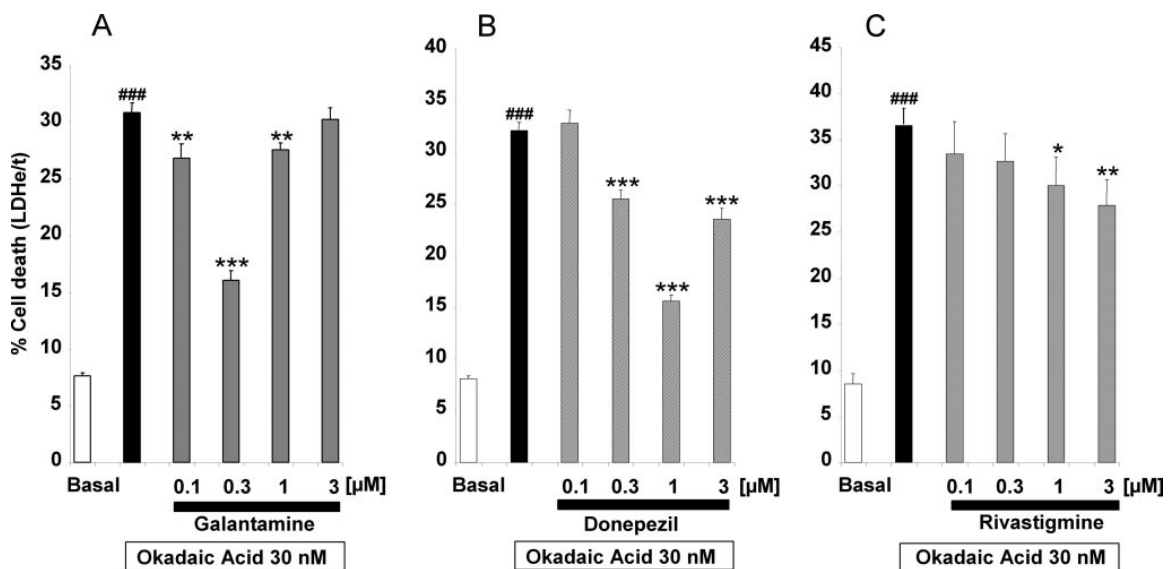 A
% Cell death (LDHe/t)
35
30
25
20
15
10
5
0
###
**
***
**
Basal
0.1 0.3 1 3 [µM]
Galantamine
Okadaic Acid 30 nM
B
40
35
30
25
20
15
10
5
0
###
***
***
***
Basal
0.1 0.3 1 3 [µM]
Donepezil
Okadaic Acid 30 nM
C
45
40
35
30
25
20
15
10
5
0
###
*
**
Basal
0.1 0.3 1 3 [µM]
Rivastigmine
Okadaic Acid 30 nM